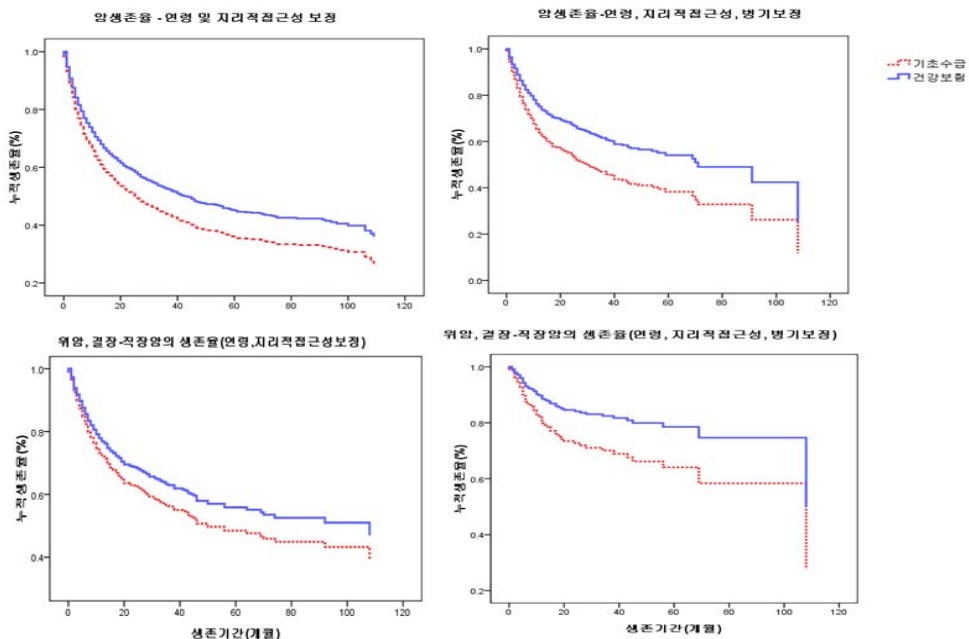 암생존율 - 연령 및 지리적접근성 보정
누적생존율(%)
1.0
0.8
0.6
0.4
0.2
0 20 40 60 80 100 120
암생존율-연령, 지리적접근성, 병기보정
누적생존율(%)
1.0
0.8
0.6
0.4
0.2
0.0
0 20 40 60 80 100 120
기초수급
건강보험
위암, 결장-직장암의 생존율(연령,지리적접근성보정)
누적생존율(%)
1.0
0.8
0.6
0.4
0 20 40 60 80 100 120
생존기간(개월)
위암, 결장-직장암의 생존율(연령, 지리적접근성, 병기보정)
누적생존율(%)
1.0
0.8
0.6
0.4
0.2
0 20 40 60 80 100 120
생존기간(개월)